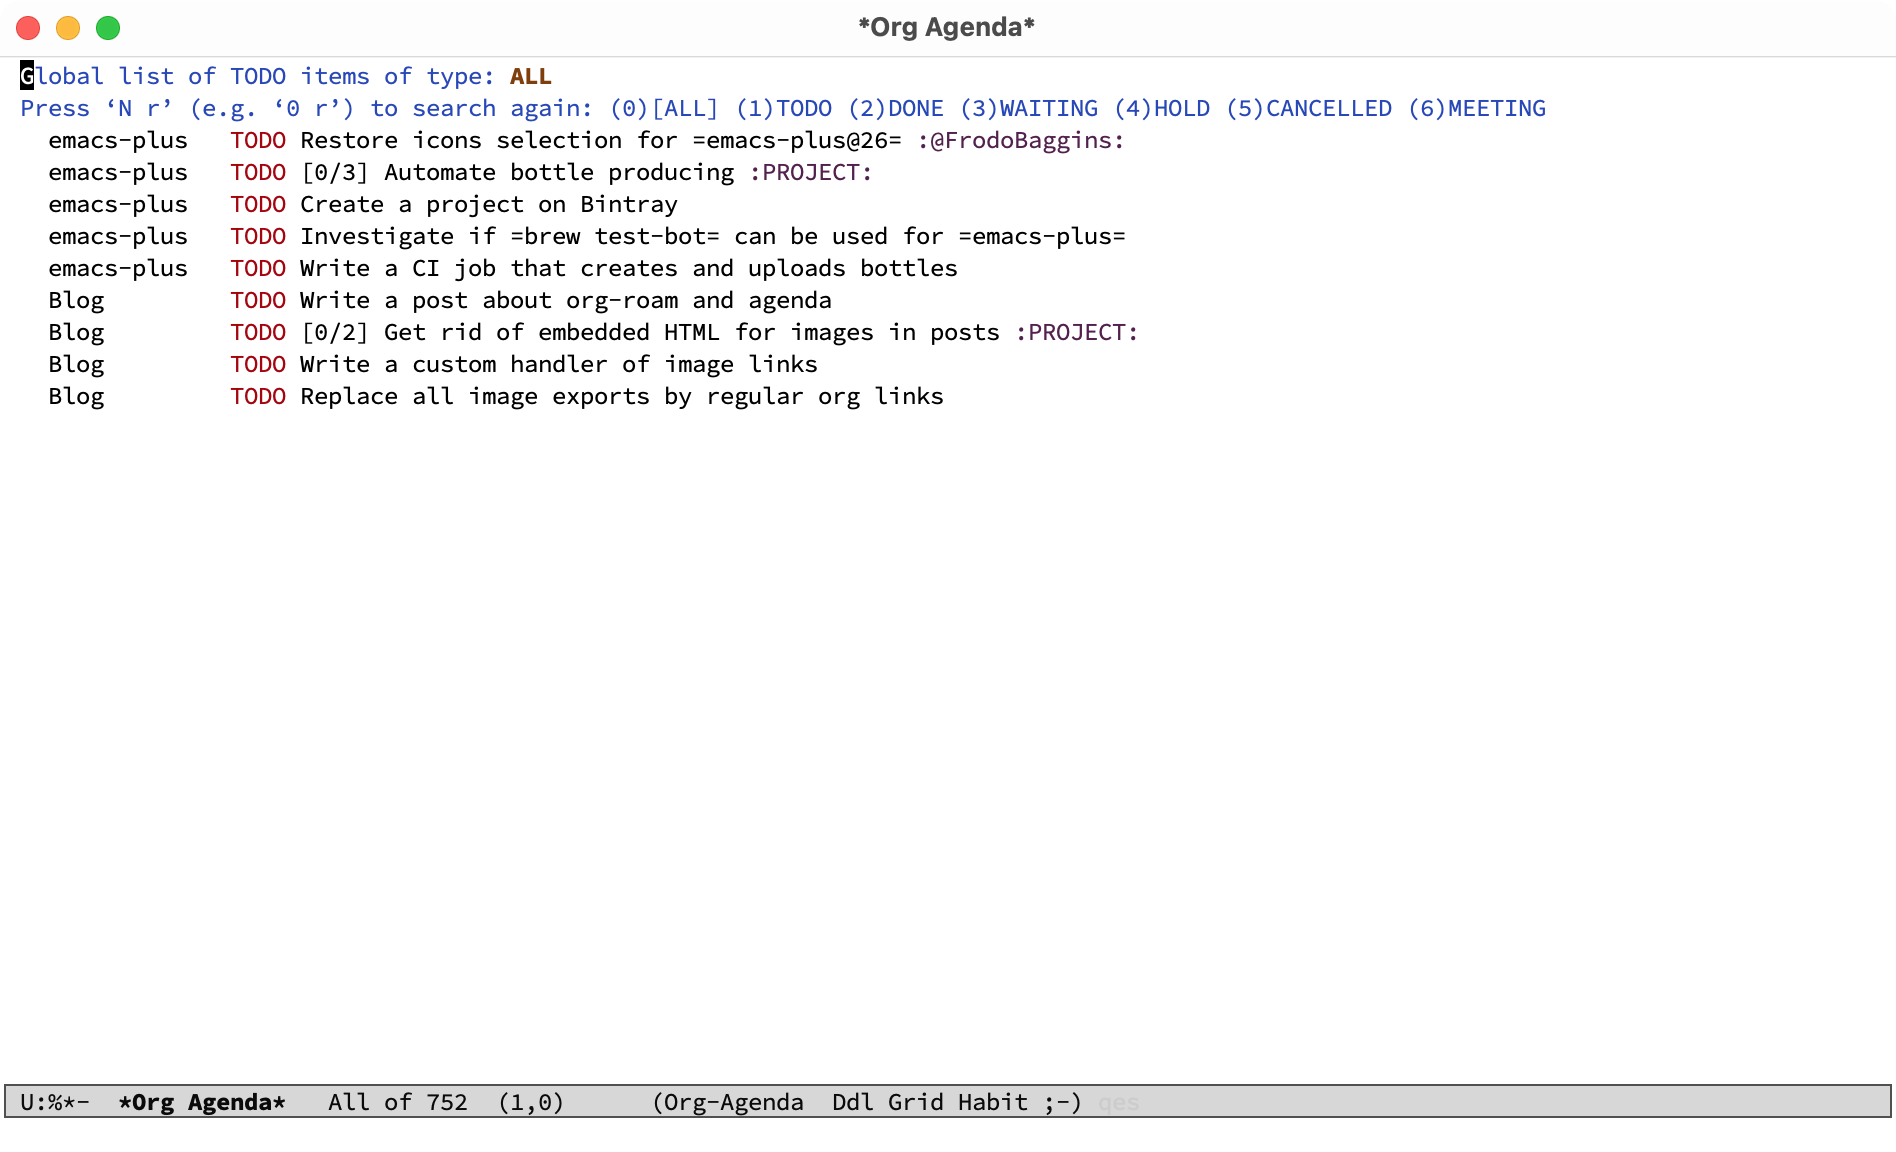 *Org Agenda*
Global list of TODO items of type: ALL
Press ‘N r’ (e.g. ‘0 r’) to search again: (0)[ALL] (1)TODO (2)DONE (3)WAITING (4)HOLD (5)CANCELLED (6)MEETING
emacs-plus   TODO Restore icons selection for =emacs-plus@26= :@FrodoBaggins:
emacs-plus   TODO [0/3] Automate bottle producing :PROJECT:
emacs-plus   TODO Create a project on Bintray
emacs-plus   TODO Investigate if =brew test-bot= can be used for =emacs-plus=
emacs-plus   TODO Write a CI job that creates and uploads bottles
Blog         TODO Write a post about org-roam and agenda
Blog         TODO [0/2] Get rid of embedded HTML for images in posts :PROJECT:
Blog         TODO Write a custom handler of image links
Blog         TODO Replace all image exports by regular org links
U:%*-  *Org Agenda*   All of 752  (1,0)      (Org-Agenda  Ddl Grid Habit ;-) qes